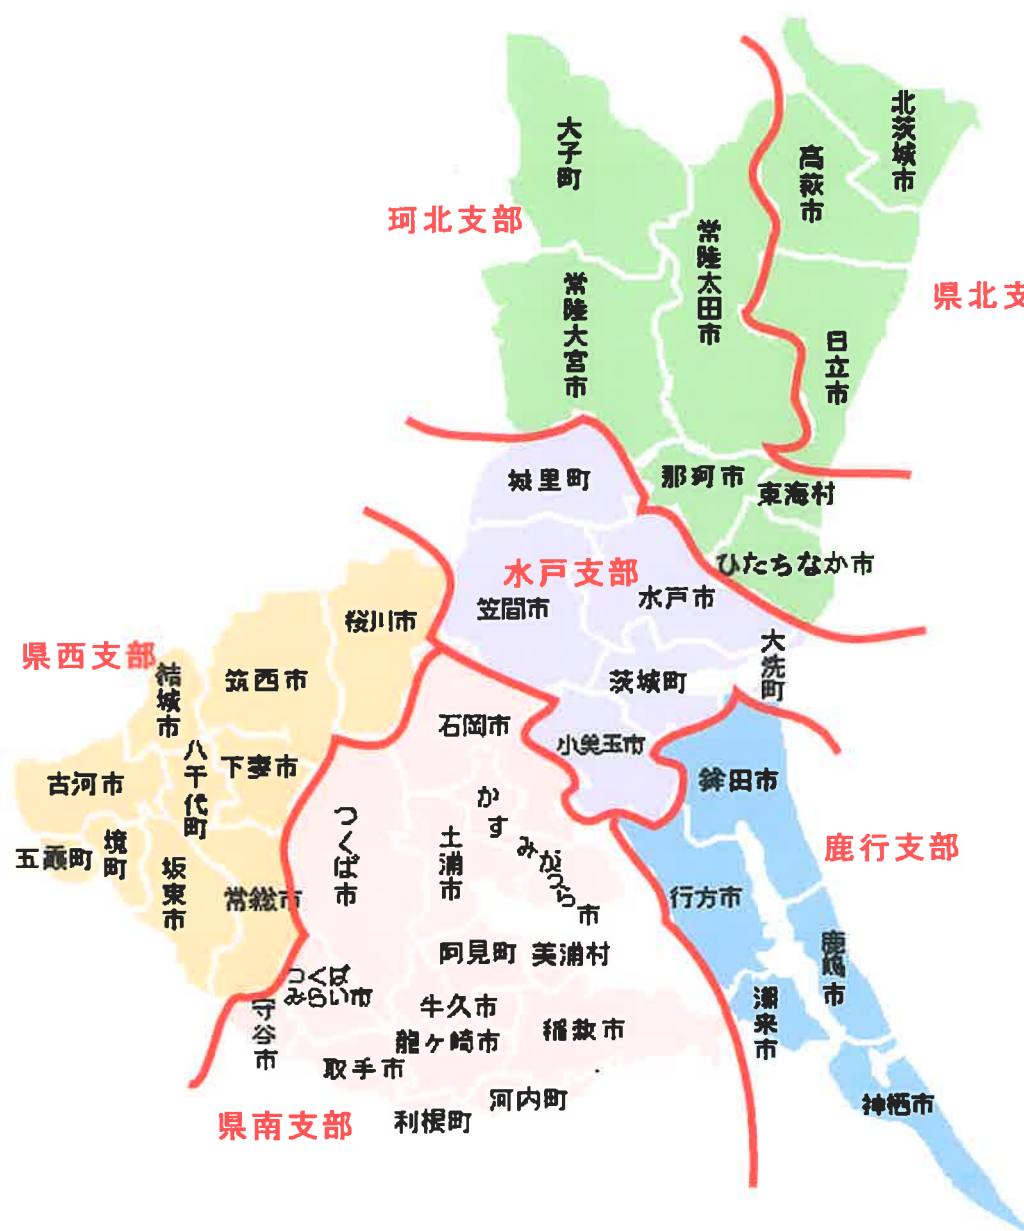 北茨城市
大子町
高萩市
珂北支部
常陸太田市
常陸大宮市
県北支
日立市
城里町
那珂市
東海村
ひたちなか市
水戸支部
笠間市
水戸市
桜川市
大洗町
県西支部
結城市
筑西市
茨城町
石岡市
小美玉市
八千代町
下妻市
古河市
鉾田市
かすみがうら市
つくば市
土浦市
境町
五霞町
坂東市
鹿行支部
常総市
行方市
阿見町
美浦村
鹿嶋市
つくば
みらい市
守谷市
牛久市
潮来市
稲敷市
龍ヶ崎市
取手市
河内町
神栖市
利根町
県南支部